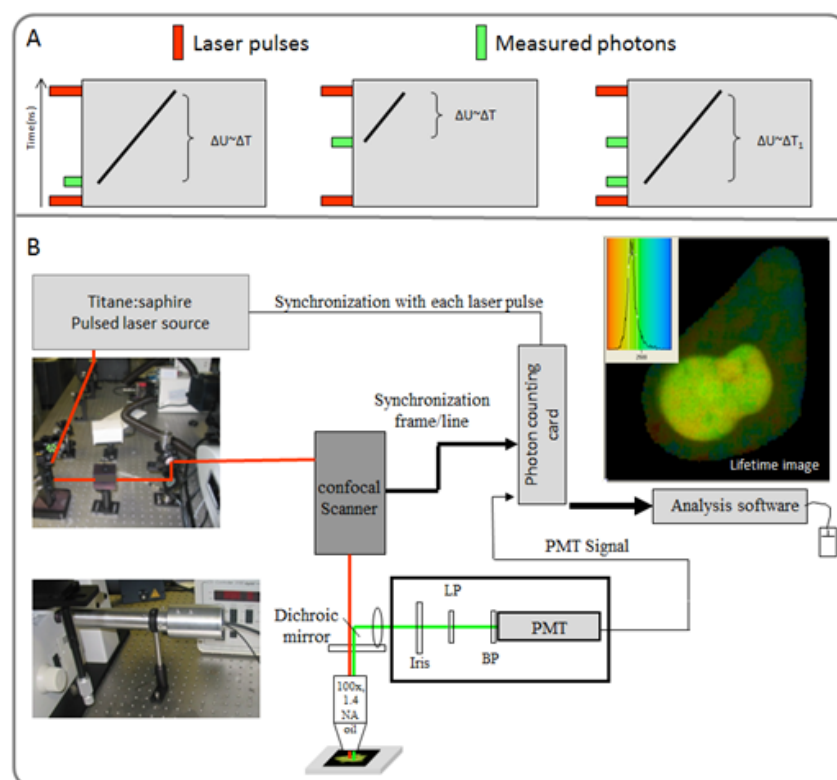 A
Laser pulses
Measured photons
Time(ns)
ΔU~ΔT
ΔU~ΔT
ΔU~ΔT₁
B
Titane:saphire
Pulsed laser source
Synchronization with each laser pulse
Synchronization
frame/line
Photon counting
card
Lifetime image
confocal
Scanner
Analysis software
PMT Signal
LP
Dichroic
mirror
Iris
BP
PMT
100x,
1.4
NA
oil